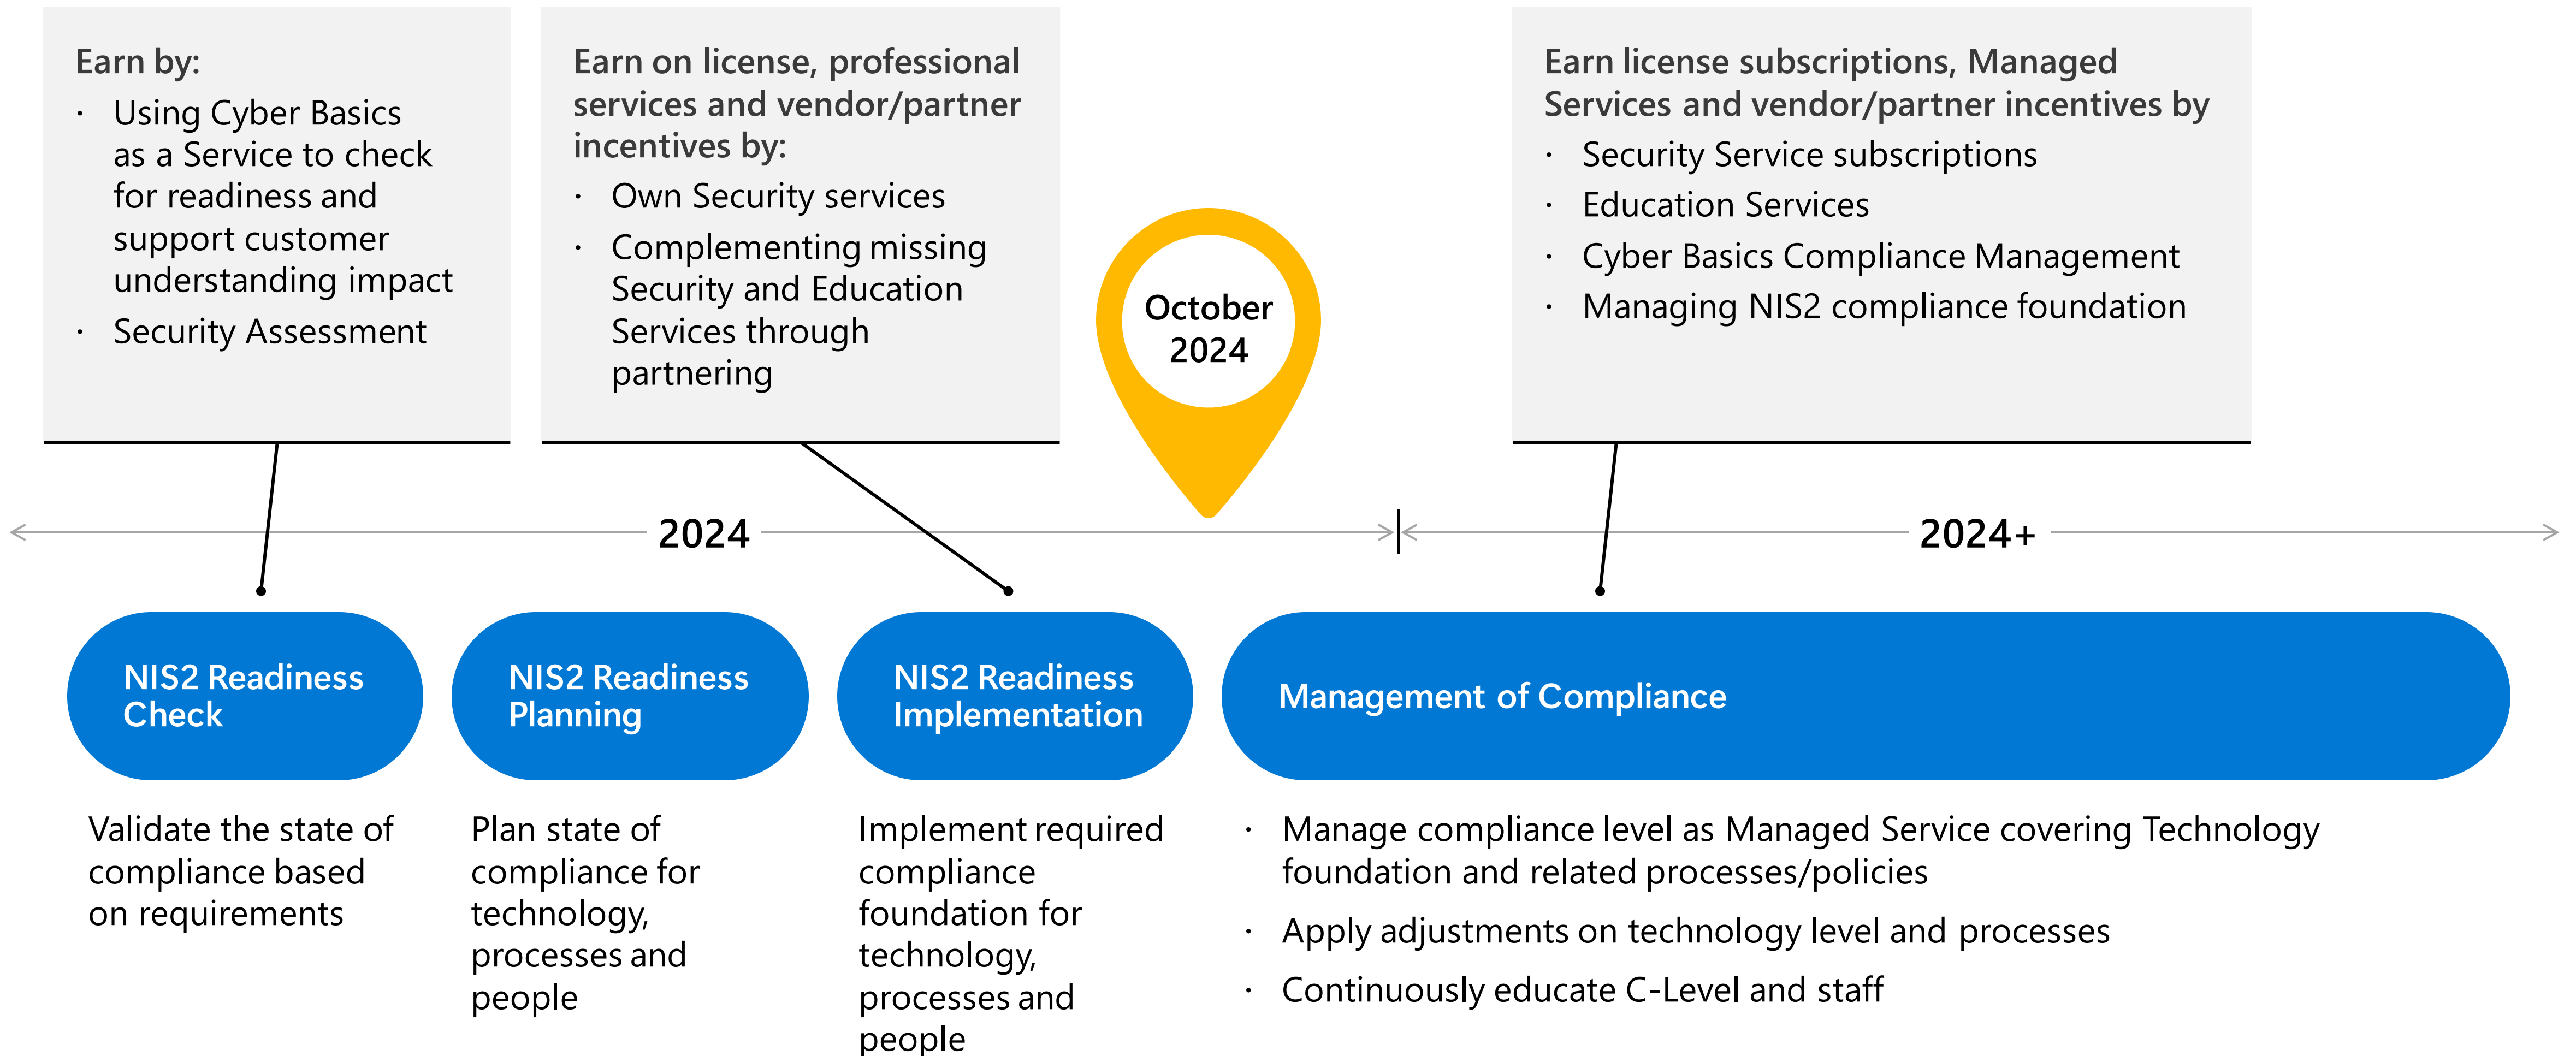 Earn by:
· Using Cyber Basics
as a Service to check
for readiness and
support customer
understanding impact
· Security Assessment
Earn on license, professional
services and vendor/partner
incentives by:
· Own Security services
· Complementing missing
Security and Education
Services through
partnering
October
2024
Earn license subscriptions, Managed
Services and vendor/partner incentives by
· Security Service subscriptions
· Education Services
· Cyber Basics Compliance Management
· Managing NIS2 compliance foundation
2024
2024+
NIS2 Readiness
Check
NIS2 Readiness
Planning
NIS2 Readiness
Implementation
Management of Compliance
Validate the state of
compliance based
on requirements
Plan state of
compliance for
technology,
processes and
people
Implement required
compliance
foundation for
technology,
processes and
people
· Manage compliance level as Managed Service covering Technology
foundation and related processes/policies
· Apply adjustments on technology level and processes
· Continuously educate C-Level and staff